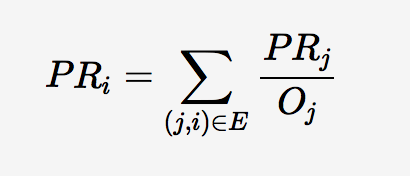 PR_i = \sum_{(j,i) \in E} \frac{PR_j}{O_j}